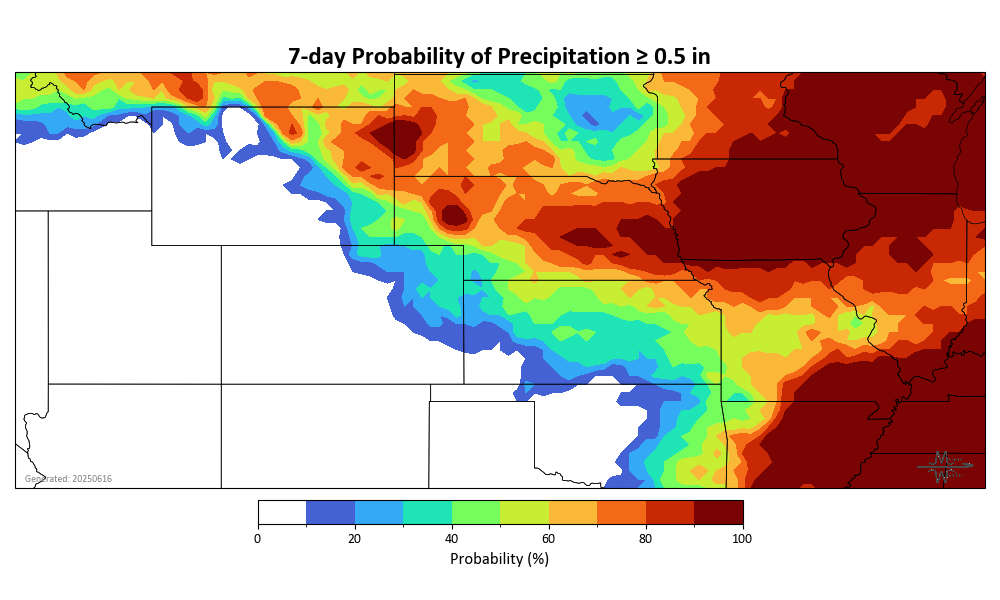 7-day Probability of Precipitation ≥ 0.5 in
Generated: 20250616
0 20 40 60 80 100
Probability (%)